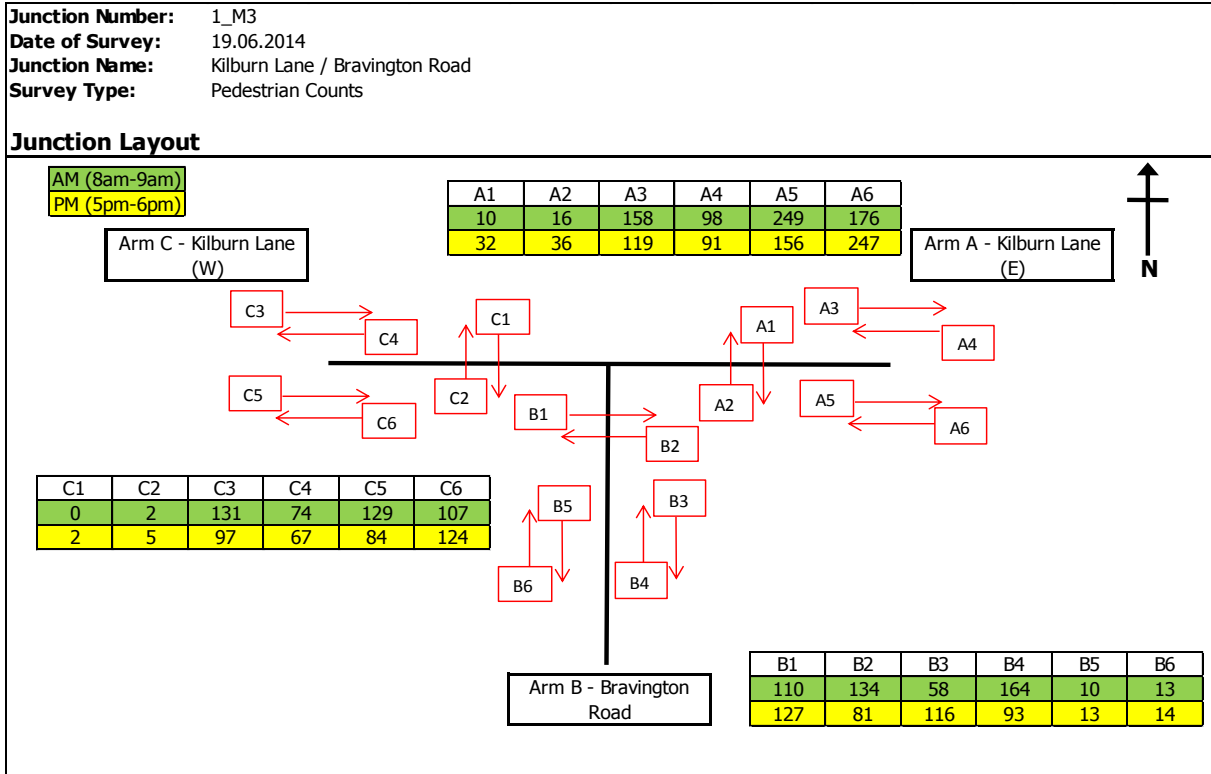 Junction Number: 1_M3
Date of Survey: 19.06.2014
Junction Name: Kilburn Lane / Bravington Road
Survey Type: Pedestrian Counts
Junction Layout
AM (8am-9am)
PM (5pm-6pm)
A1 A2 A3 A4 A5 A6
10 16 158 98 249 176
32 36 119 91 156 247
Arm C - Kilburn Lane
(W)
Arm A - Kilburn Lane
(E)
N
C3
C4
C1
A1
A3
A4
C5
C6
C2
B1
B2
A2
A5
A6
C1 C2 C3 C4 C5 C6
0 2 131 74 129 107
2 5 97 67 84 124
B5
B6
B3
B4
Arm B - Bravington
Road
B1 B2 B3 B4 B5 B6
110 134 58 164 10 13
127 81 116 93 13 14